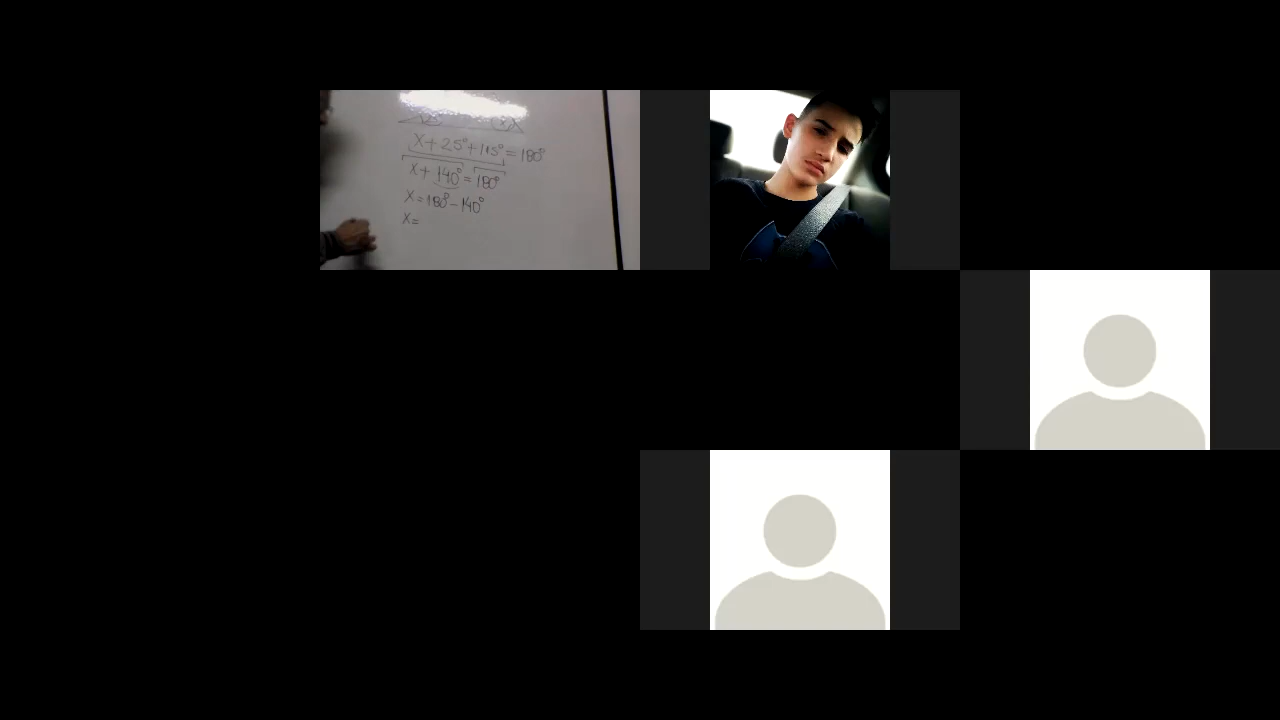 X + 25° + 115° = 180°
X + 140° = 180°
X = 180° - 140°
X =